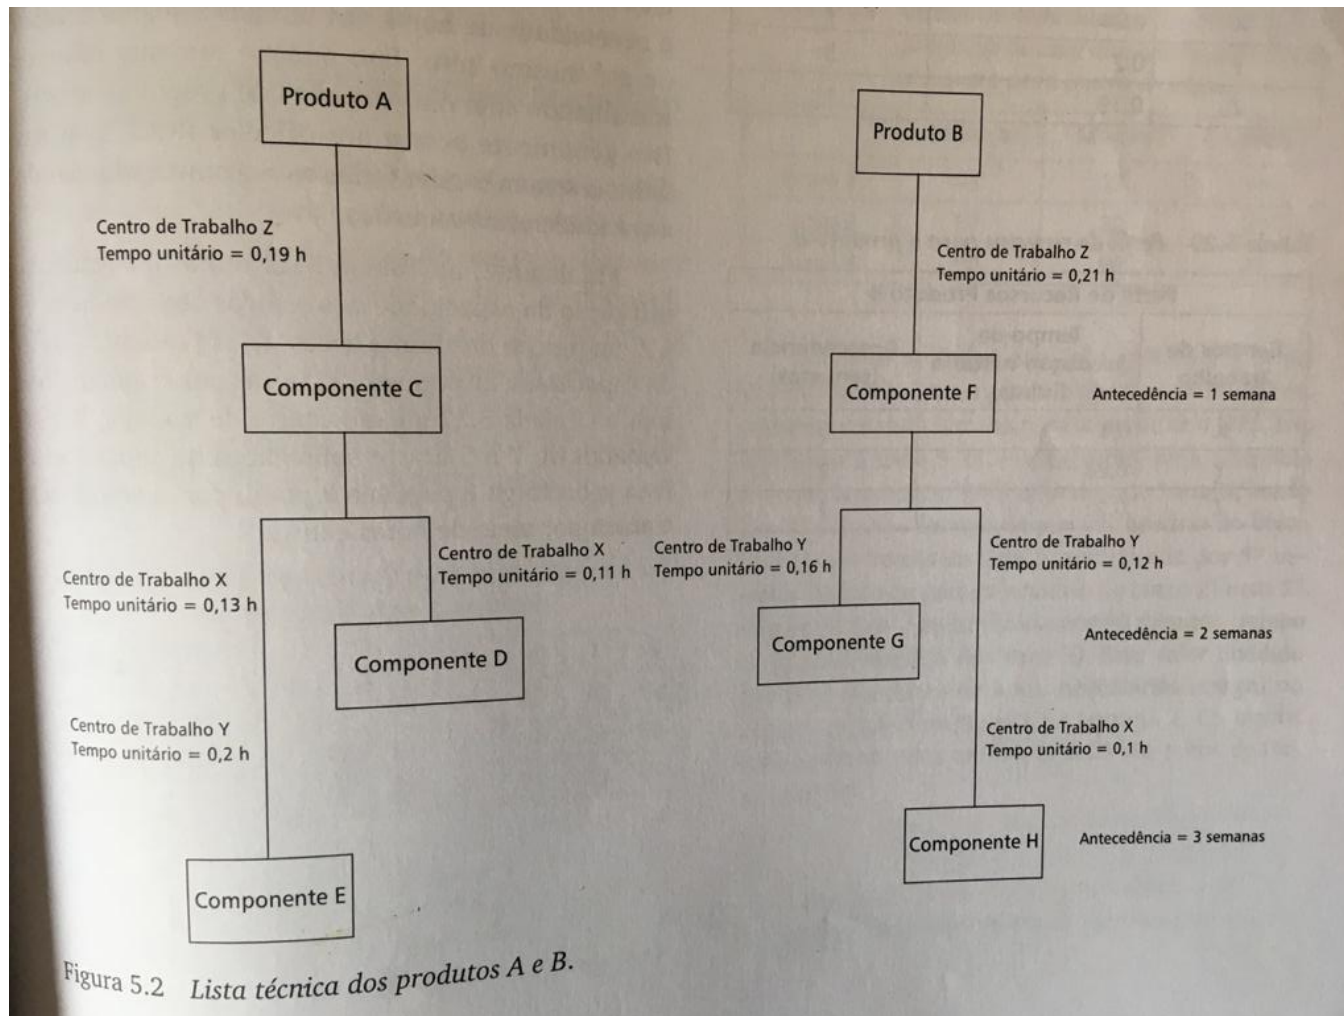 Produto A
Centro de Trabalho Z
Tempo unitário = 0,19 h
Componente C
Centro de Trabalho X
Tempo unitário = 0,11 h
Centro de Trabalho X
Tempo unitário = 0,13 h
Componente D
Centro de Trabalho Y
Tempo unitário = 0,2 h
Componente E
Produto B
Centro de Trabalho Z
Tempo unitário = 0,21 h
Componente F
Antecedência = 1 semana
Centro de Trabalho Y
Tempo unitário = 0,16 h
Centro de Trabalho Y
Tempo unitário = 0,12 h
Componente G
Antecedência = 2 semanas
Centro de Trabalho X
Tempo unitário = 0,1 h
Componente H
Antecedência = 3 semanas
Figura 5.2 Lista técnica dos produtos A e B.